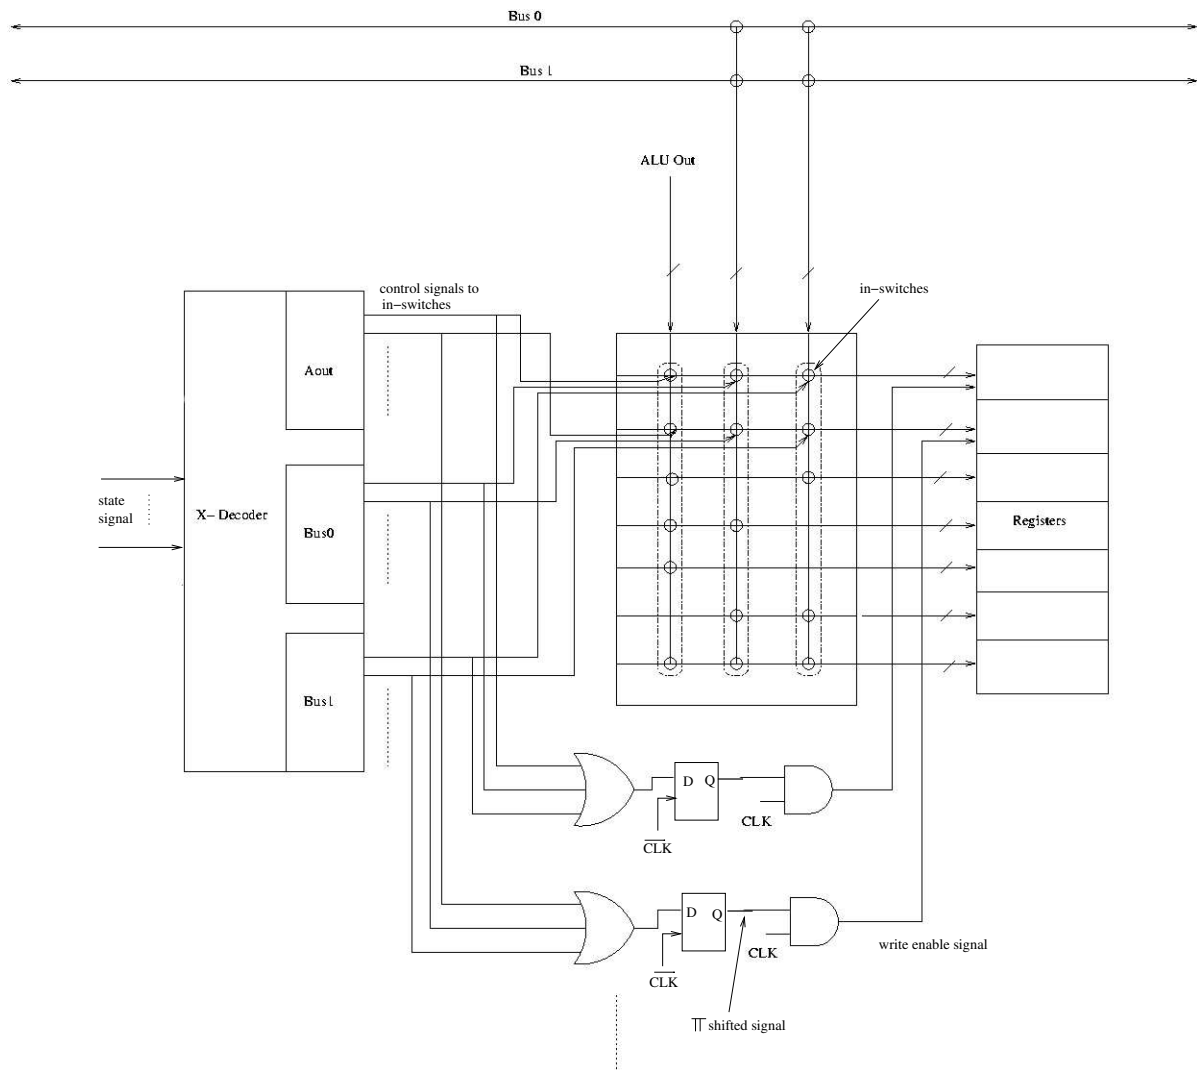 Bus 0
Bus 1
ALU Out
control signals to
in-switches
in-switches
Aout
state
signal
X- Decoder
Bus0
Registers
Bus1
D Q
CLK
CLK
D Q
CLK
CLK
write enable signal
π shifted signal